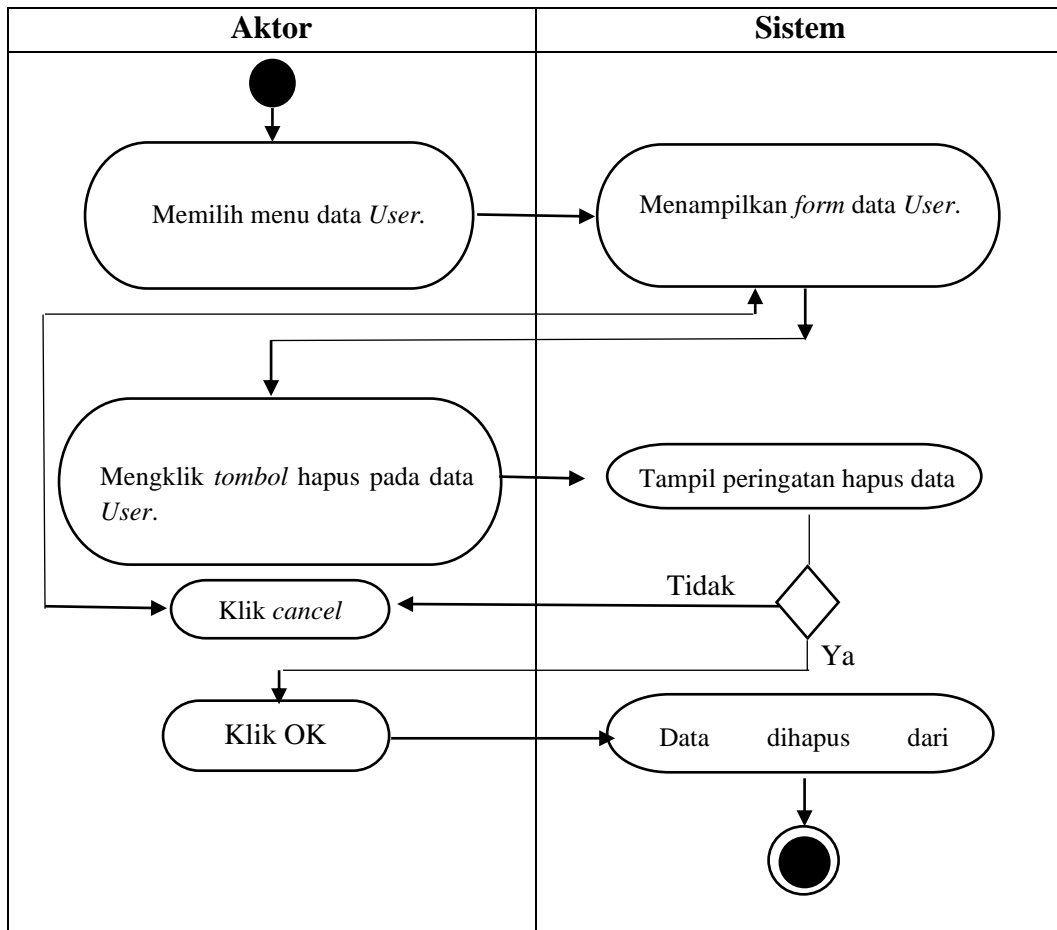 Aktor
Sistem
Memilih menu data User.
Menampilkan form data User.
Mengklik tombol hapus pada data
User.
Tampil peringatan hapus data
Tidak
Klik cancel
Ya
Klik OK
Data dihapus dari